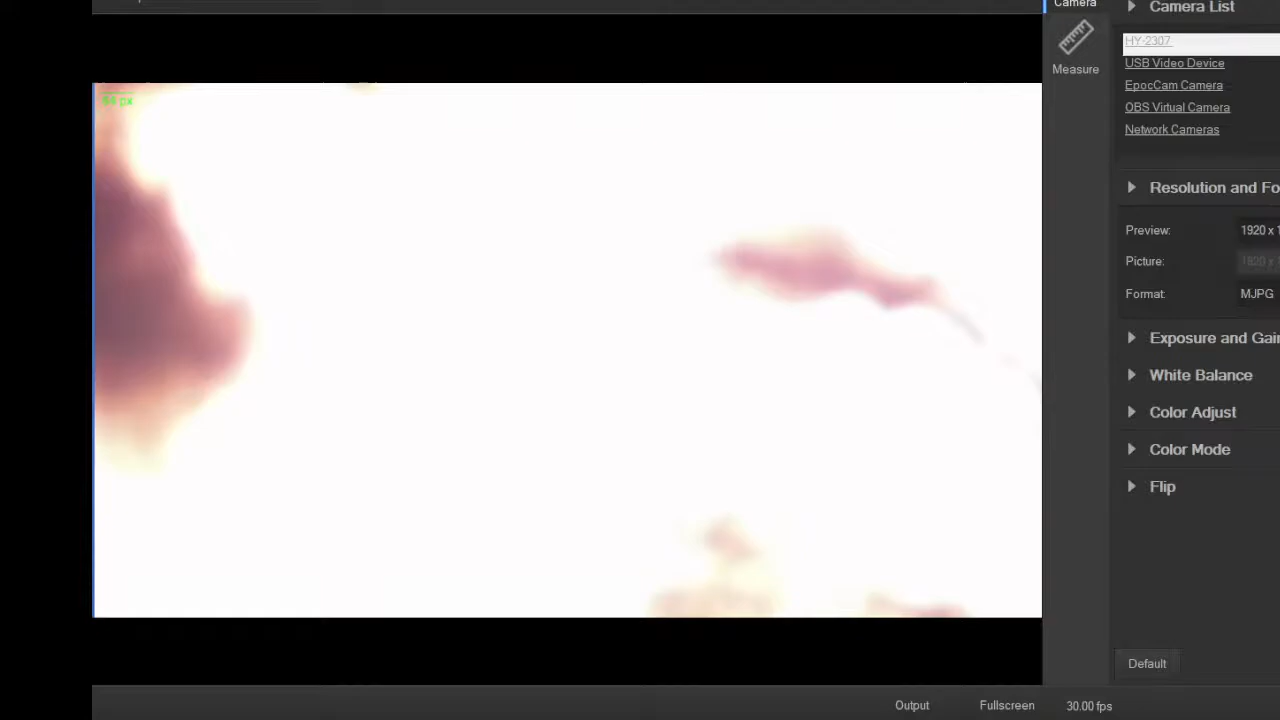 Camera
Camera List
HY-2307
USB Video Device
EpocCam Camera
OBS Virtual Camera
Network Cameras
Measure
Resolution and Fo
Preview:
1920 x 1
Picture:
1920 x
Format:
MJPG
Exposure and Gai
White Balance
Color Adjust
Color Mode
Flip
Default
Output
Fullscreen
30.00 fps